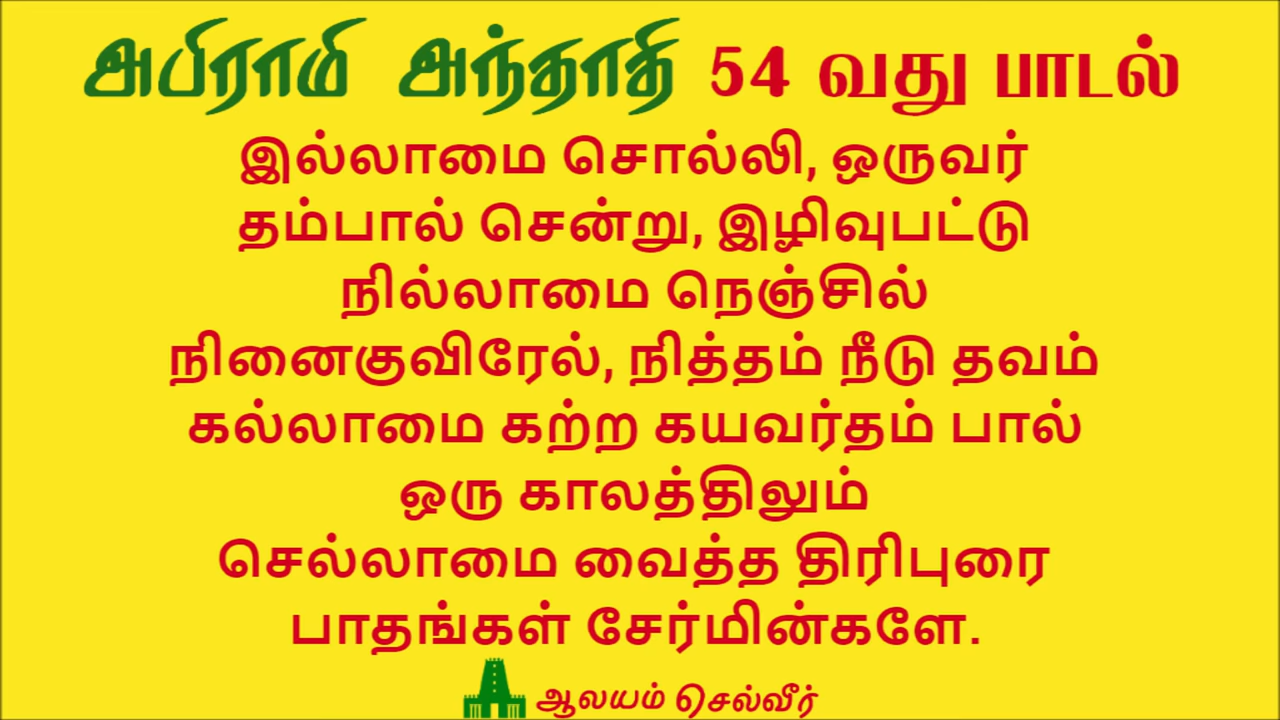 அபிராமி அந்தாதி 54 வது பாடல்
இல்லாமை சொல்லி, ஒருவர்
தம்பால் சென்று, இழிவுபட்டு
நில்லாமை நெஞ்சில்
நினைகுவிரேல், நித்தம் நீடு தவம்
கல்லாமை கற்ற கயவர்தம் பால்
ஒரு காலத்திலும்
செல்லாமை வைத்த திரிபுரை
பாதங்கள் சேர்மின்களே.
ஆலயம் செல்வீர்